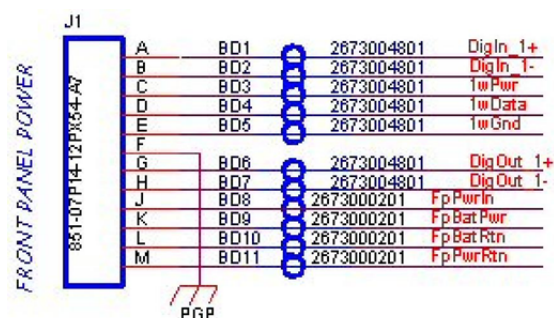 J1
FRONT PANEL POWER
851-07P14-12PX54-A7
A BD1 2673004801 DigIn_1+
B BD2 2673004801 DigIn_1-
C BD3 2673004801 1wPwr
D BD4 2673004801 1wData
E BD5 2673004801 1wGnd
F
G BD6 2673004801 DigOut_1+
H BD7 2673004801 DigOut_1-
J BD8 2673000201 FpPwrIn
K BD9 2673000201 FpBatPwr
L BD10 2673000201 FpBatRtn
M BD11 2673000201 FpPwrRtn
PGP